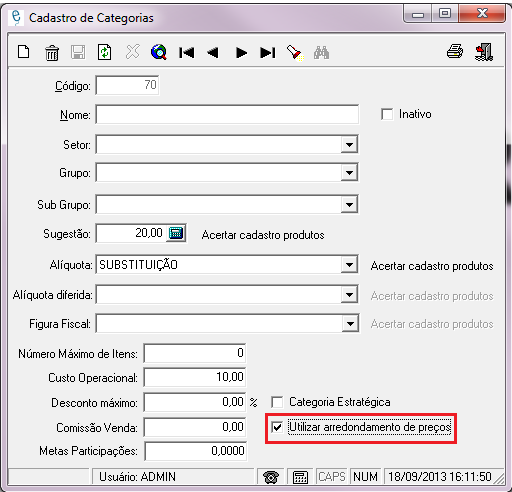 Cadastro de Categorias
Código: 70
Nome: Inativo
Setor:
Grupo:
Sub Grupo:
Sugestão: 20,00 Acertar cadastro produtos
Alíquota: SUBSTITUIÇÃO Acertar cadastro produtos
Alíquota diferida: Acertar cadastro produtos
Figura Fiscal: Acertar cadastro produtos
Número Máximo de Itens: 0
Custo Operacional: 10,00
Desconto máximo: 0,00 % Categoria Estratégica
Comissão Venda: 0,00 Utilizar arredondamento de preços
Metas Participações: 0,0000
Usuário: ADMIN CAPS NUM 18/09/2013 16:11:50